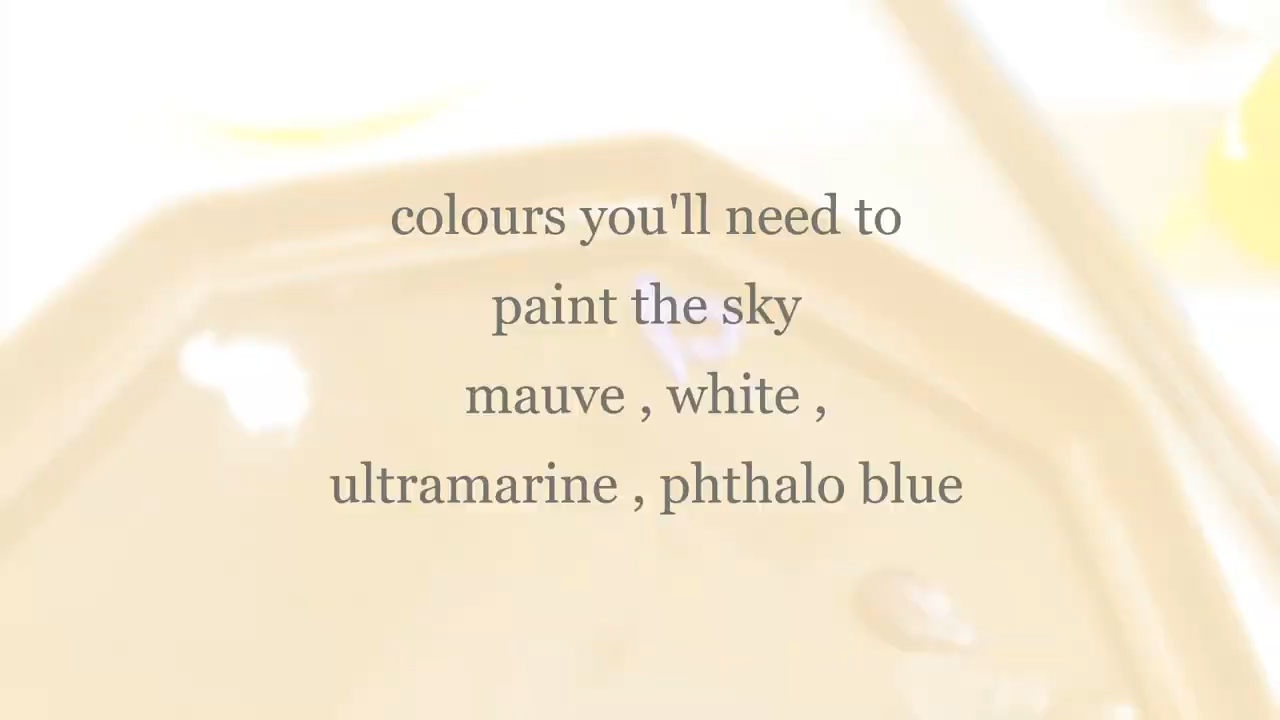 colours you'll need to
paint the sky
mauve , white ,
ultramarine , phthalo blue